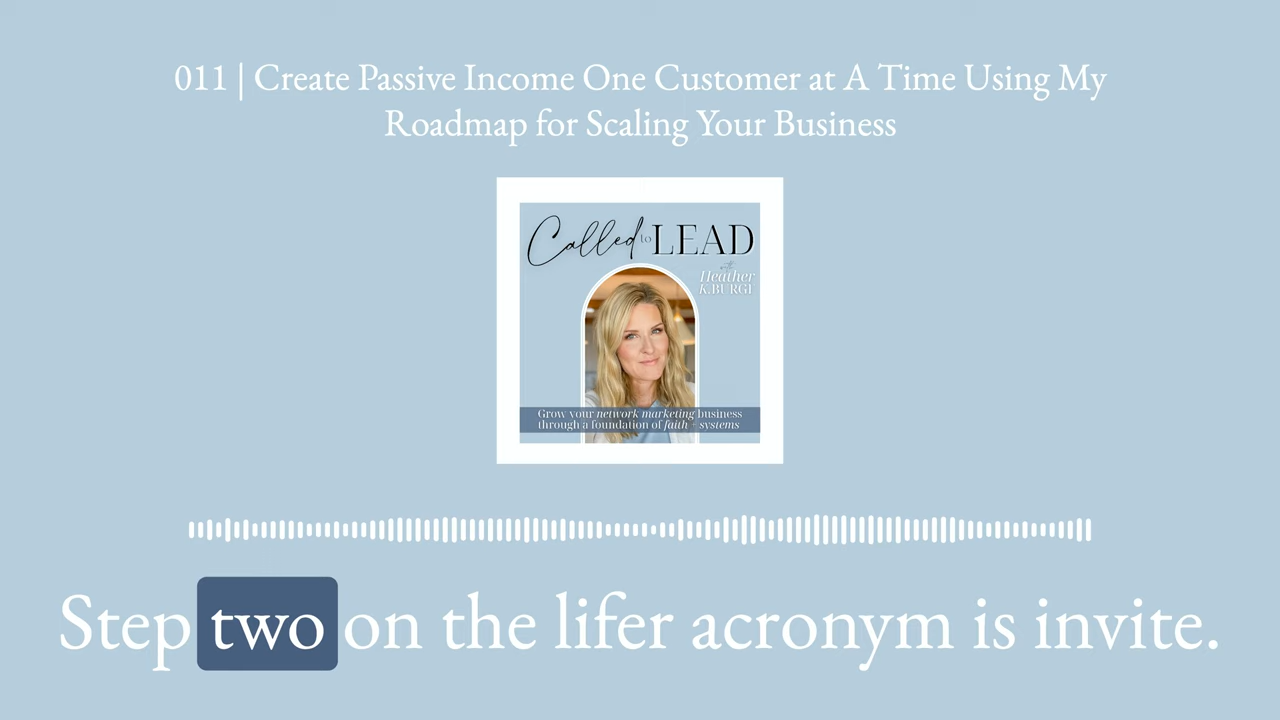 011 | Create Passive Income One Customer at A Time Using My
Roadmap for Scaling Your Business
Called to LEAD
with
Heather
K.BURGE
Grow your network marketing business
through a foundation of faith + systems
Step two on the lifer acronym is invite.